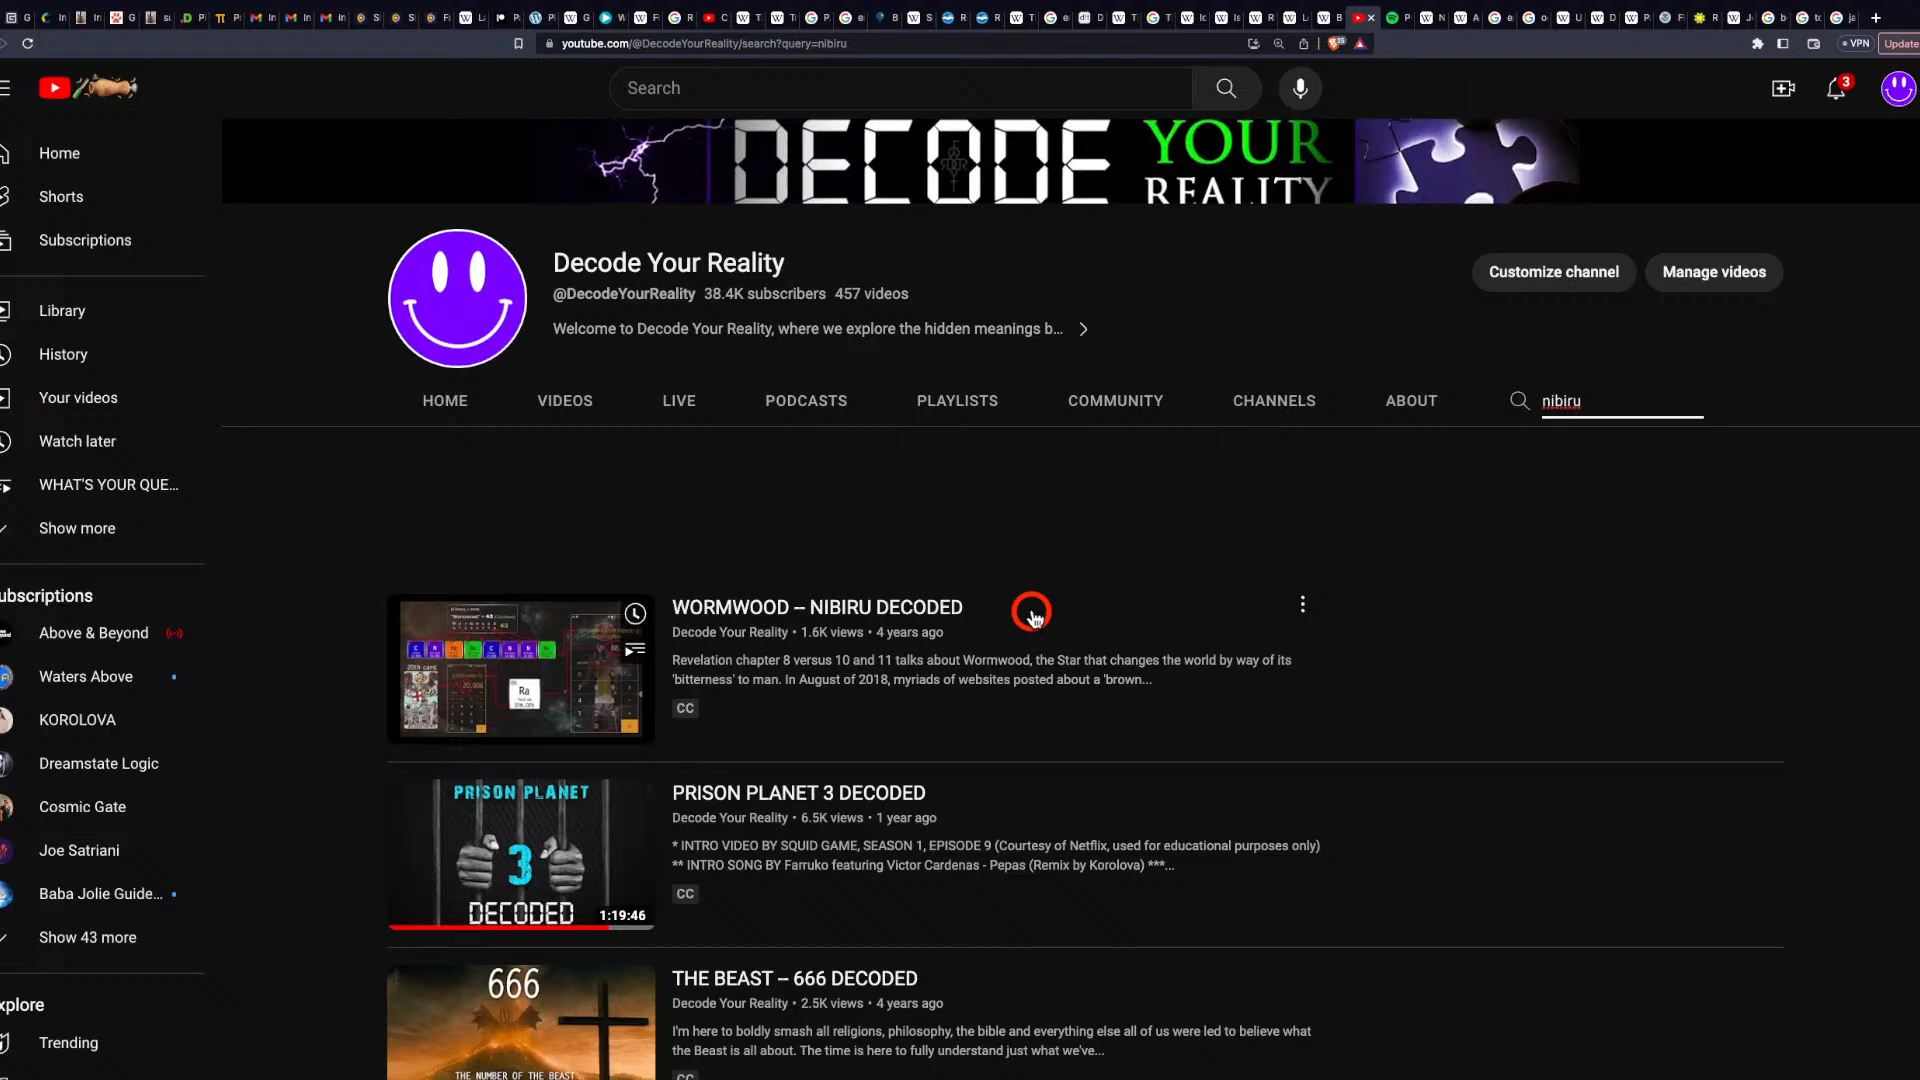 youtube.com/@DecodeYourReality/search?query=nibiru
VPN
Update
Search
3
DECODE YOUR REALITY
Home
Shorts
Subscriptions
Library
History
Your videos
Watch later
WHAT'S YOUR QUE...
Show more
ubscriptions
Above & Beyond
Waters Above
KOROLOVA
Dreamstate Logic
Cosmic Gate
Joe Satriani
Baba Jolie Guide...
Show 43 more
xplore
Trending
Decode Your Reality
@DecodeYourReality 38.4K subscribers 457 videos
Welcome to Decode Your Reality, where we explore the hidden meanings b...
Customize channel
Manage videos
HOME VIDEOS LIVE PODCASTS PLAYLISTS COMMUNITY CHANNELS ABOUT nibiru
20th card
20,006
Ra
WORMWOOD – NIBIRU DECODED
Decode Your Reality • 1.6K views • 4 years ago
Revelation chapter 8 versus 10 and 11 talks about Wormwood, the Star that changes the world by way of its
'bitterness' to man. In August of 2018, myriads of websites posted about a 'brown...
CC
PRISON PLANET
3
DECODED
1:19:46
PRISON PLANET 3 DECODED
Decode Your Reality • 6.5K views • 1 year ago
* INTRO VIDEO BY SQUID GAME, SEASON 1, EPISODE 9 (Courtesy of Netflix, used for educational purposes only)
** INTRO SONG BY Farruko featuring Victor Cardenas - Pepas (Remix by Korolova) ***...
CC
666
THE NUMBER OF THE BEAST
THE BEAST – 666 DECODED
Decode Your Reality • 2.5K views • 4 years ago
I'm here to boldly smash all religions, philosophy, the bible and everything else all of us were led to believe what
the Beast is all about. The time is here to fully understand just what we've...
CC